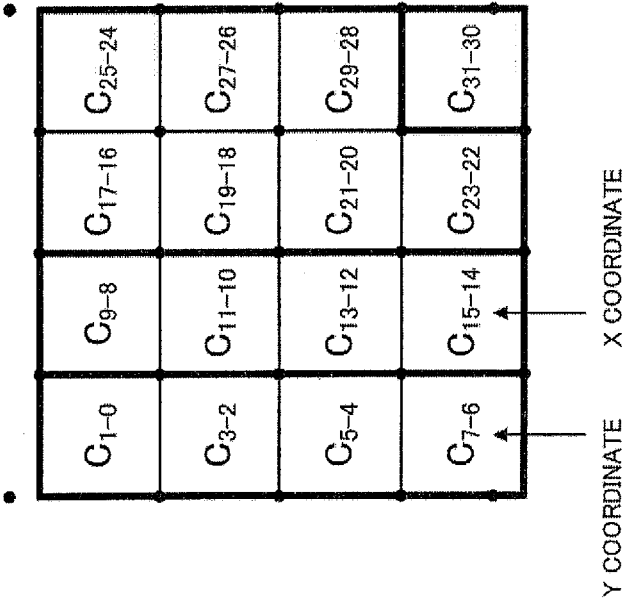 C1–0 C9–8 C17–16 C25–24
C3–2 C11–10 C19–18 C27–26
C5–4 C13–12 C21–20 C29–28
C7–6 C15–14 C23–22 C31–30
Y COORDINATE X COORDINATE